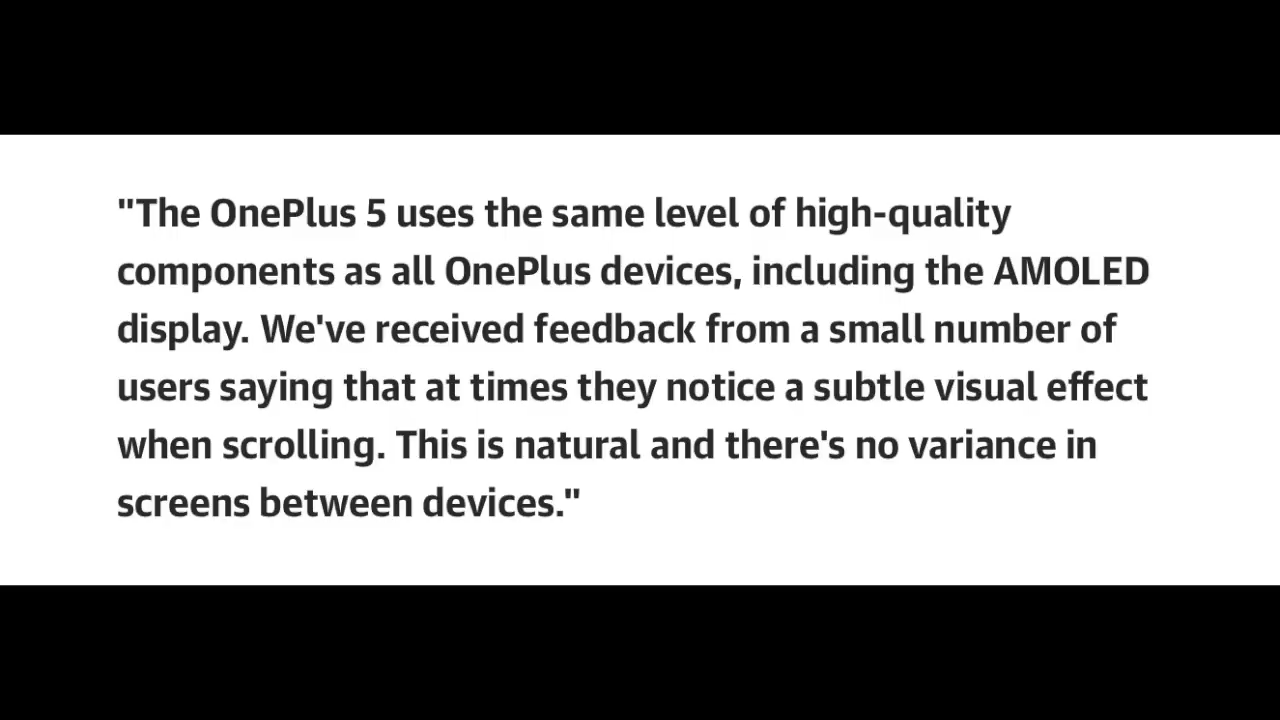 "The OnePlus 5 uses the same level of high-quality
components as all OnePlus devices, including the AMOLED
display. We've received feedback from a small number of
users saying that at times they notice a subtle visual effect
when scrolling. This is natural and there's no variance in
screens between devices."